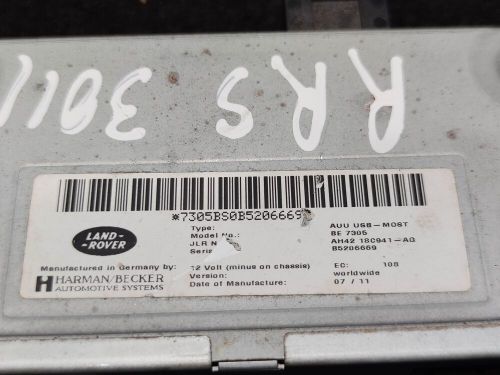 RRS 3011
*7305BS0B5206669
LAND-
ROVER
Type: AUU USB-MOST
Model No.: BE 7305
JLR N AH42 18C941-AG
Seria B5206669
Manufactured in Germany by: 12 Volt (minus on chassis) EC: 108
HARMAN/BECKER Version: worldwide
AUTOMOTIVE SYSTEMS Date of Manufacture: 07 / 11